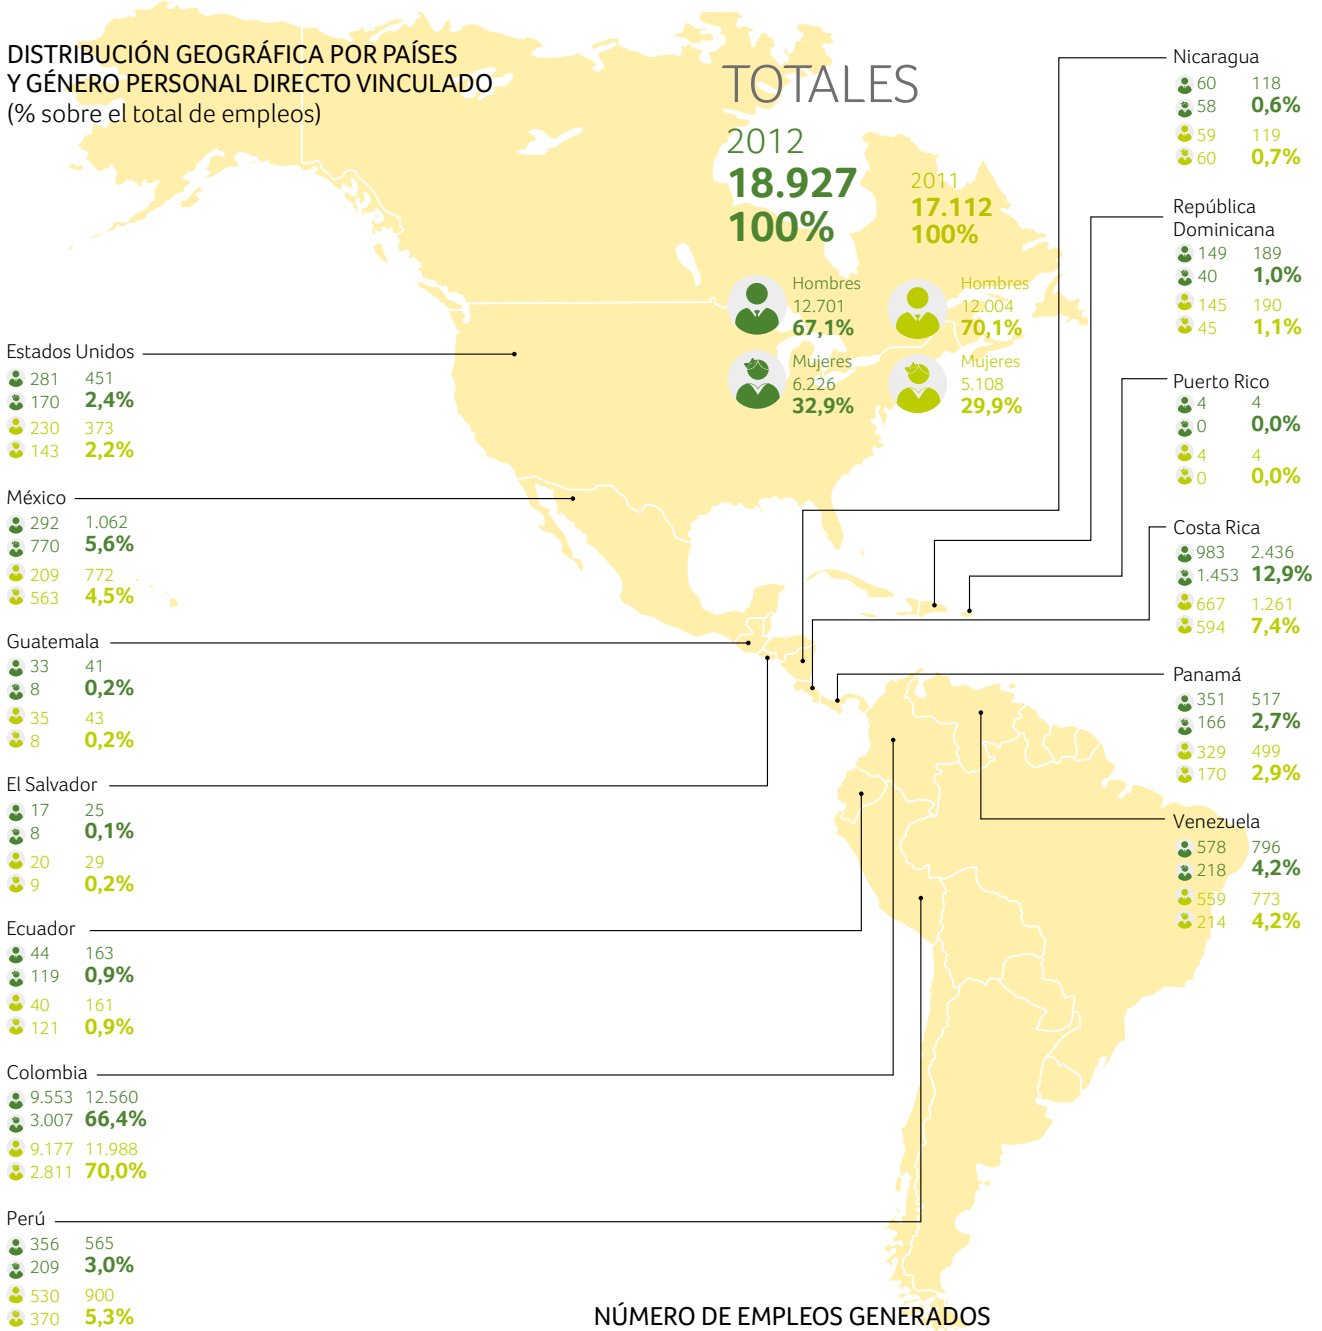 DISTRIBUCIÓN GEOGRÁFICA POR PAÍSES
Y GÉNERO PERSONAL DIRECTO VINCULADO
(% sobre el total de empleos)
TOTALES
2012
18.927
100%
2011
17.112
100%
Hombres
12.701
67,1%
Hombres
12.004
70,1%
Mujeres
6.226
32,9%
Mujeres
5.108
29,9%
Estados Unidos
281 451
170 2,4%
230 373
143 2,2%
México
292 1.062
770 5,6%
209 772
563 4,5%
Guatemala
33 41
8 0,2%
35 43
8 0,2%
El Salvador
17 25
8 0,1%
20 29
9 0,2%
Ecuador
44 163
119 0,9%
40 161
121 0,9%
Colombia
9.553 12.560
3.007 66,4%
9.177 11.988
2.811 70,0%
Perú
356 565
209 3,0%
530 900
370 5,3%
Nicaragua
60 118
58 0,6%
59 119
60 0,7%
República
Dominicana
149 189
40 1,0%
145 190
45 1,1%
Puerto Rico
4 4
0 0,0%
4 4
0 0,0%
Costa Rica
983 2.436
1.453 12,9%
667 1.261
594 7,4%
Panamá
351 517
166 2,7%
329 499
170 2,9%
Venezuela
578 796
218 4,2%
559 773
214 4,2%
NÚMERO DE EMPLEOS GENERADOS